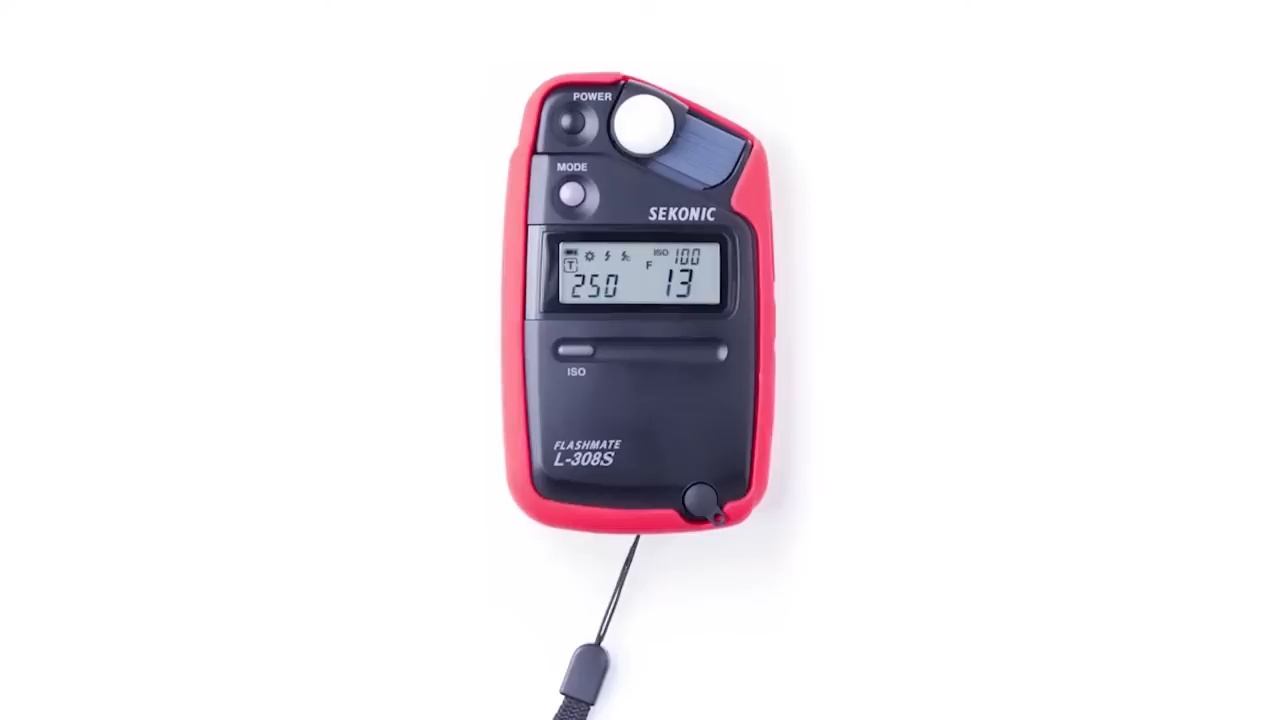 POWER
MODE
SEKONIC
ISO 100
T
F
250 13
ISO
FLASHMATE
L-308S